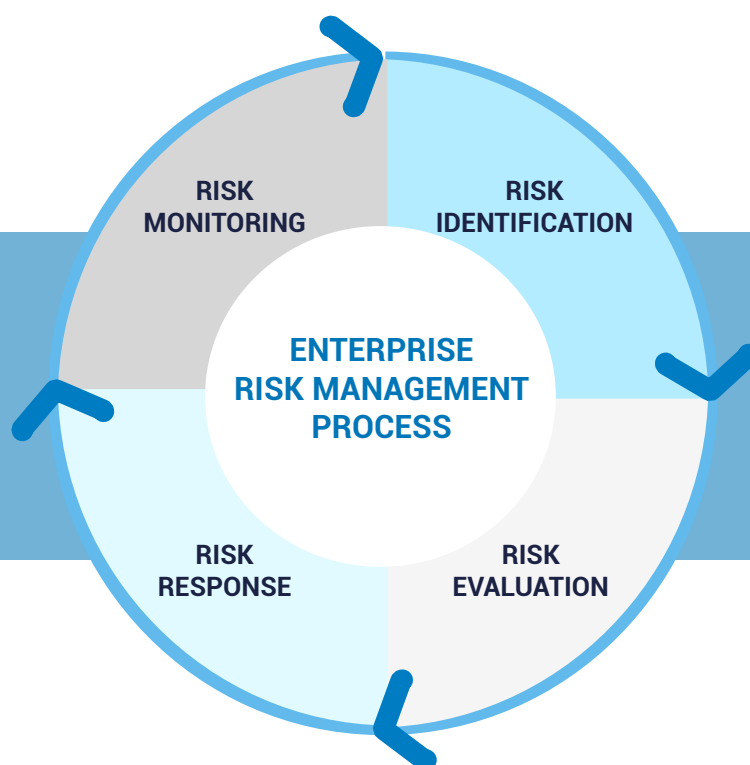 RISK
MONITORING
RISK
IDENTIFICATION
ENTERPRISE
RISK MANAGEMENT
PROCESS
RISK
RESPONSE
RISK
EVALUATION